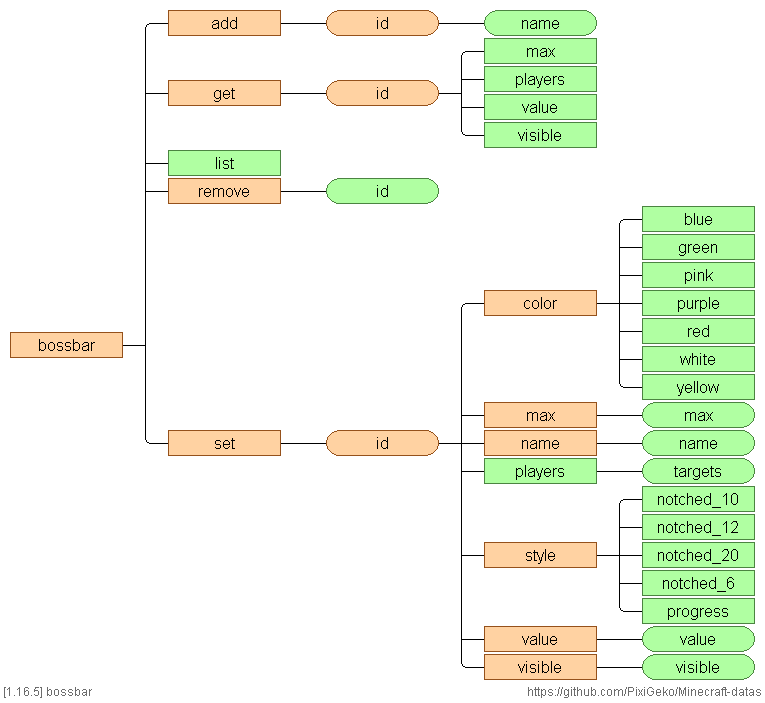 add id name
max
players
get id value
visible
list
remove id
blue
green
pink
color purple
red
bossbar
white
yellow
max max
set id name name
players targets
notched_10
notched_12
style notched_20
notched_6
progress
value value
visible visible
[1.16.5] bossbar
https://github.com/PixiGeko/Minecraft-datas